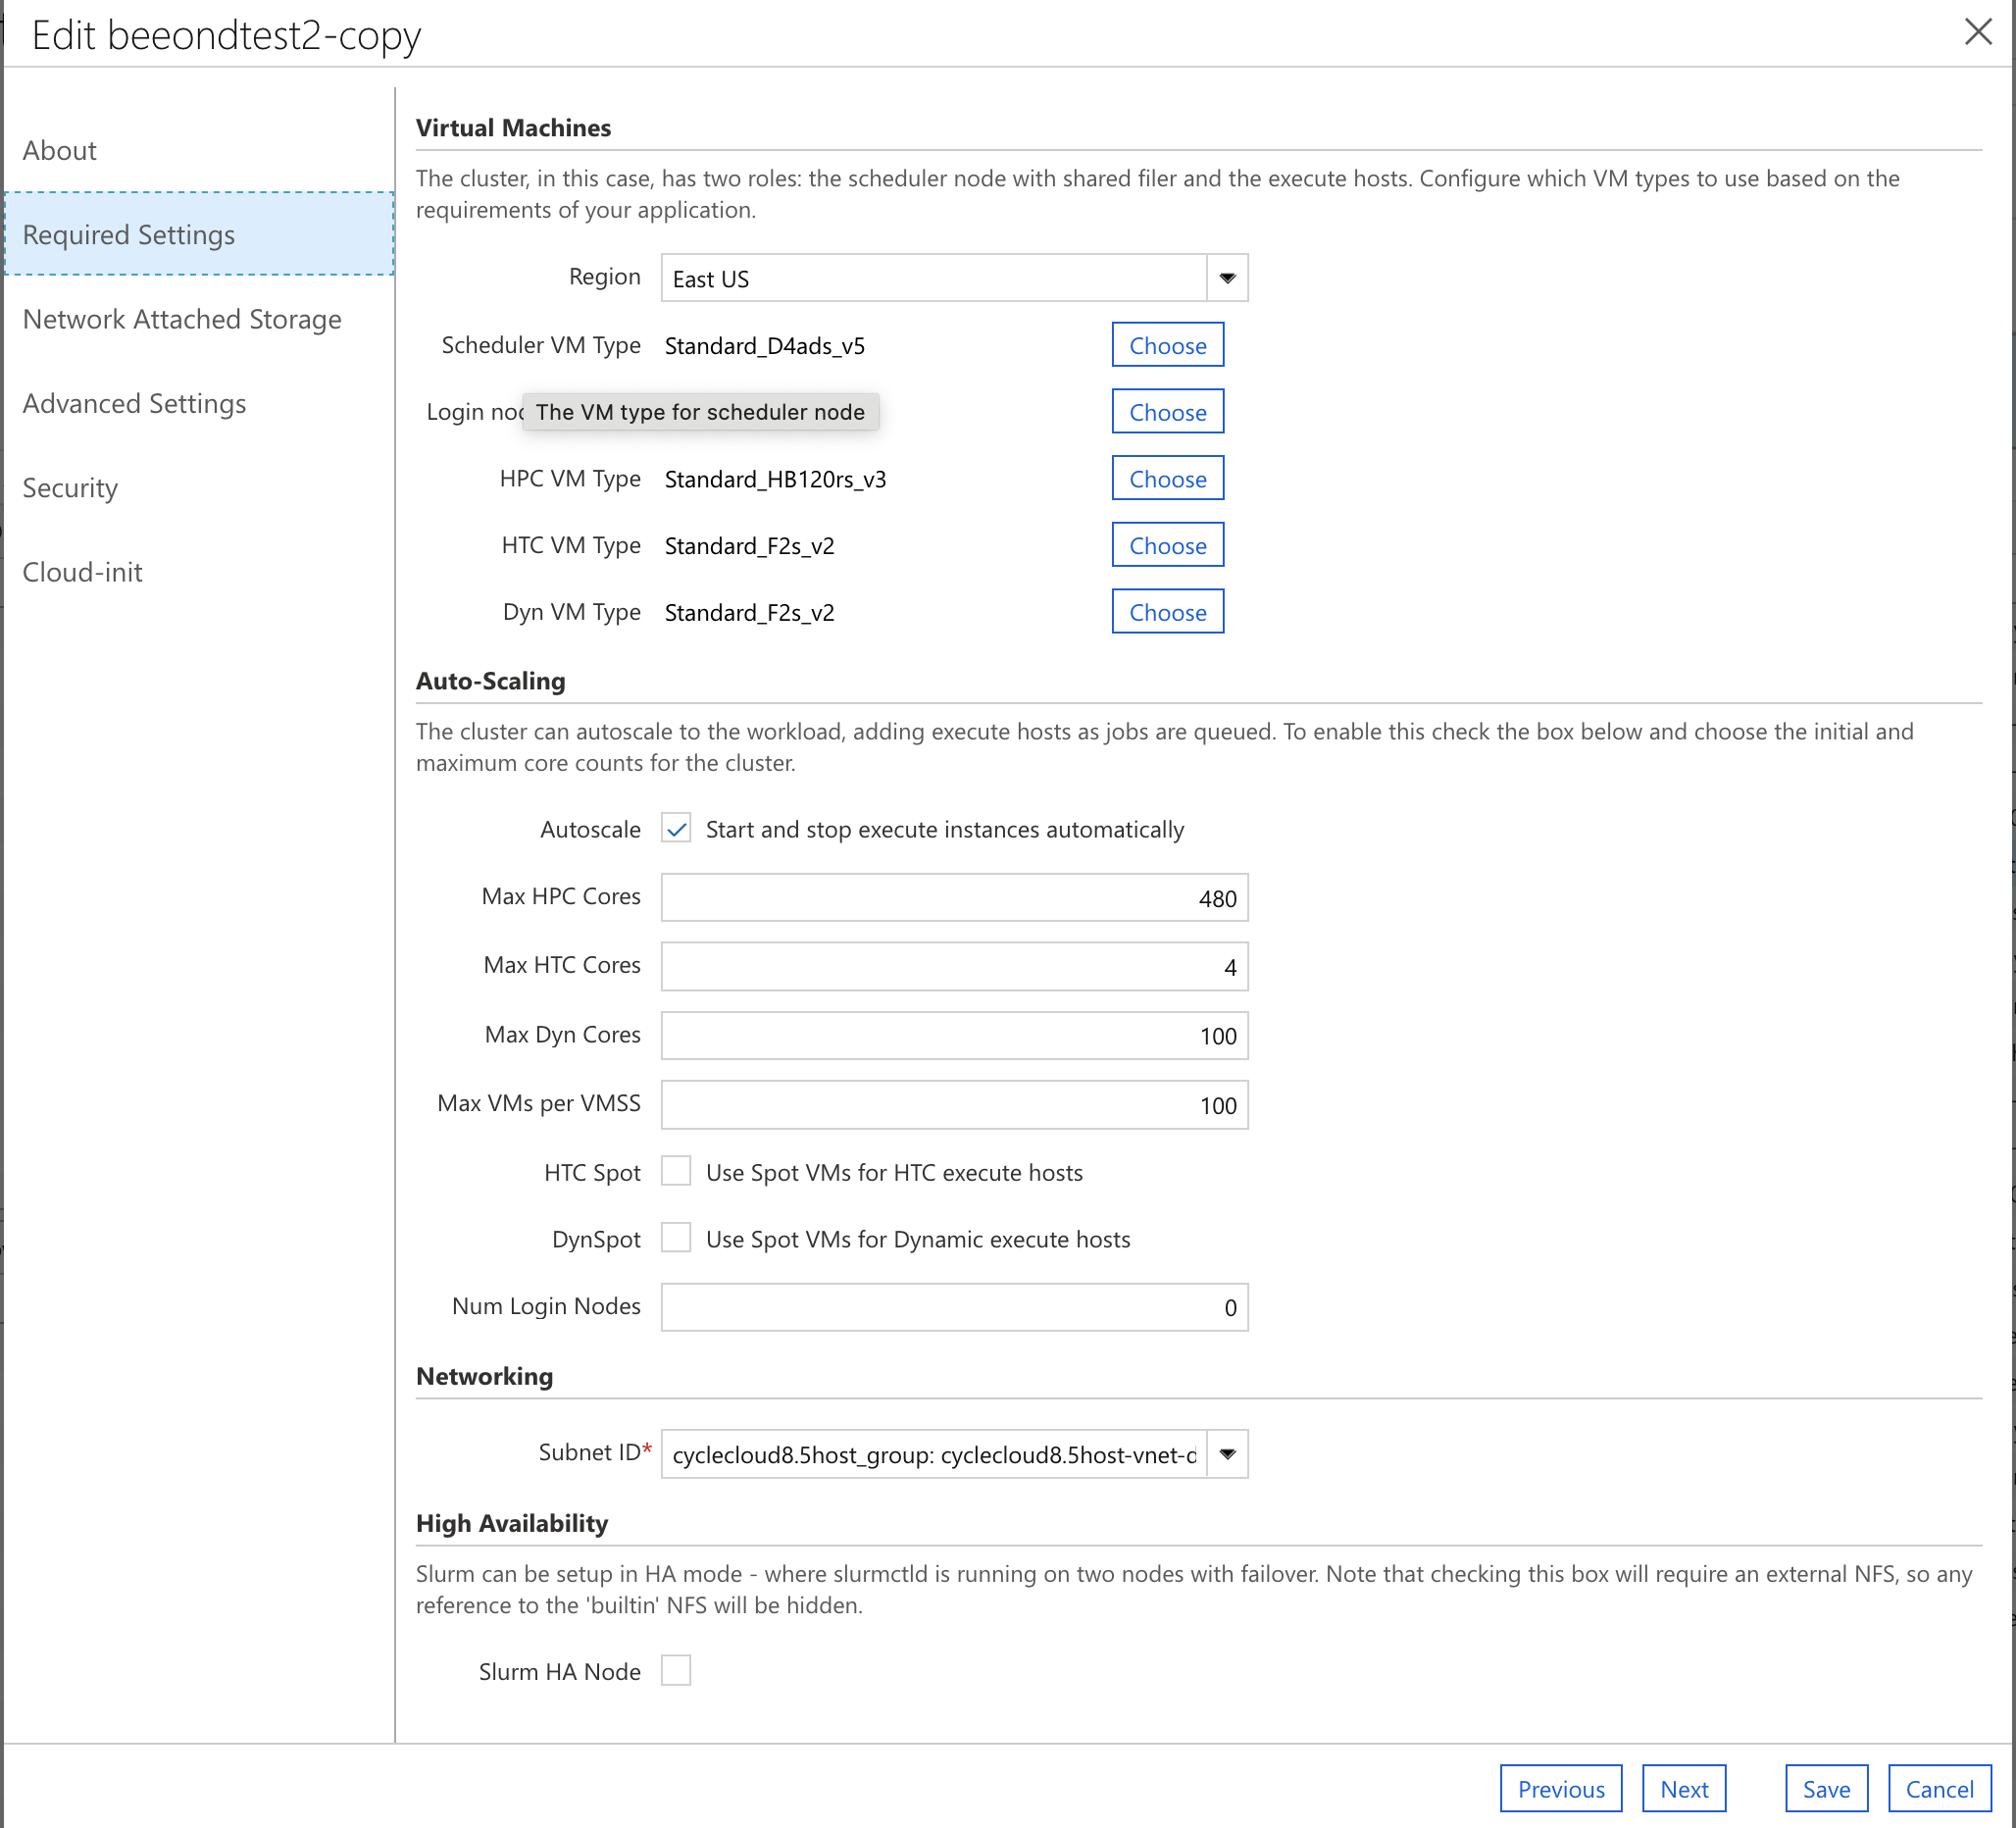 Edit beeondtest2-copy
About
Required Settings
Network Attached Storage
Advanced Settings
Security
Cloud-init
Virtual Machines
The cluster, in this case, has two roles: the scheduler node with shared filer and the execute hosts. Configure which VM types to use based on the
requirements of your application.
Region East US
Scheduler VM Type Standard_D4ads_v5 Choose
Login The VM type for scheduler node Choose
HPC VM Type Standard_HB120rs_v3 Choose
HTC VM Type Standard_F2s_v2 Choose
Dyn VM Type Standard_F2s_v2 Choose
Auto-Scaling
The cluster can autoscale to the workload, adding execute hosts as jobs are queued. To enable this check the box below and choose the initial and
maximum core counts for the cluster.
Autoscale Start and stop execute instances automatically
Max HPC Cores 480
Max HTC Cores 4
Max Dyn Cores 100
Max VMs per VMSS 100
HTC Spot Use Spot VMs for HTC execute hosts
DynSpot Use Spot VMs for Dynamic execute hosts
Num Login Nodes 0
Networking
Subnet ID* cyclecloud8.5host_group: cyclecloud8.5host-vnet-d
High Availability
Slurm can be setup in HA mode - where slurmctld is running on two nodes with failover. Note that checking this box will require an external NFS, so any
reference to the 'builtin' NFS will be hidden.
Slurm HA Node
Previous Next Save Cancel